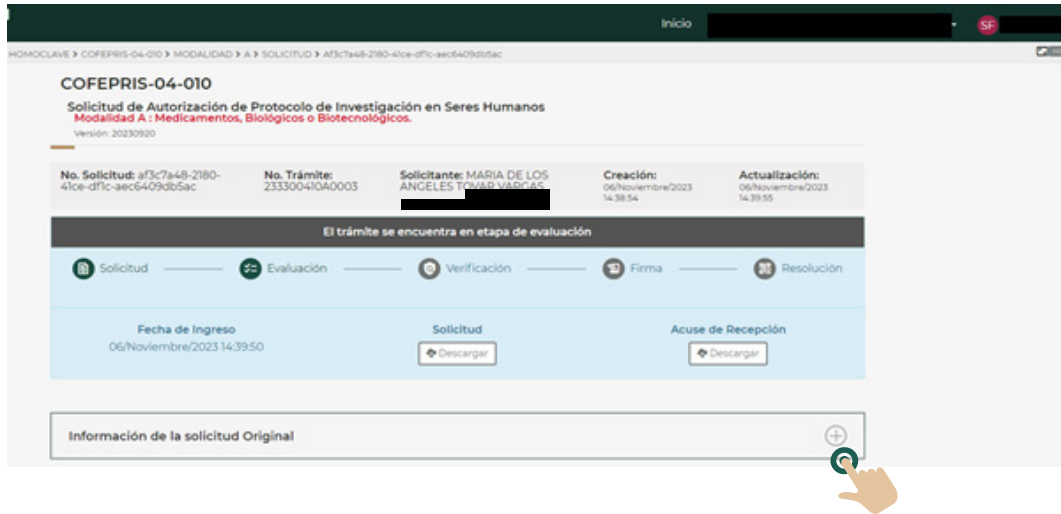 Inicio
SF
HOMOCLAVE > COFEPRIS-04-010 > MODALIDAD > A > SOLICITUD > Af3c7a48-2180-41ce-df1c-aec6409db5ac
COFEPRIS-04-010
Solicitud de Autorización de Protocolo de Investigación en Seres Humanos
Modalidad A : Medicamentos, Biológicos o Biotecnológicos.
Versión: 20230920
No. Solicitud: af3c7a48-2180-41ce-df1c-aec6409db5ac
No. Trámite: 233300410A0003
Solicitante: MARIA DE LOS ANGELES TOVAR VARGAS
Creación: 06/Noviembre/2023 14:38:54
Actualización: 06/Noviembre/2023 14:39:55
El trámite se encuentra en etapa de evaluación
Solicitud Evaluación Verificación Firma Resolución
Fecha de Ingreso
06/Noviembre/2023 14:39:50
Solicitud
Descargar
Acuse de Recepción
Descargar
Información de la solicitud Original